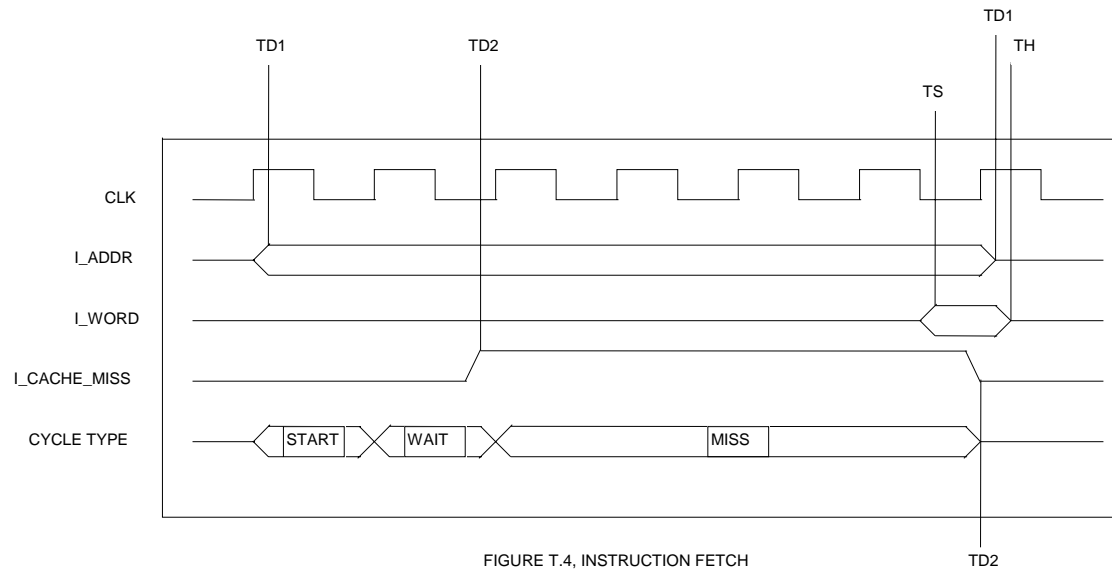 TD1
TD1
TD2
TH
TS
CLK
I_ADDR
I_WORD
I_CACHE_MISS
CYCLE TYPE
START
WAIT
MISS
FIGURE T.4, INSTRUCTION FETCH
TD2